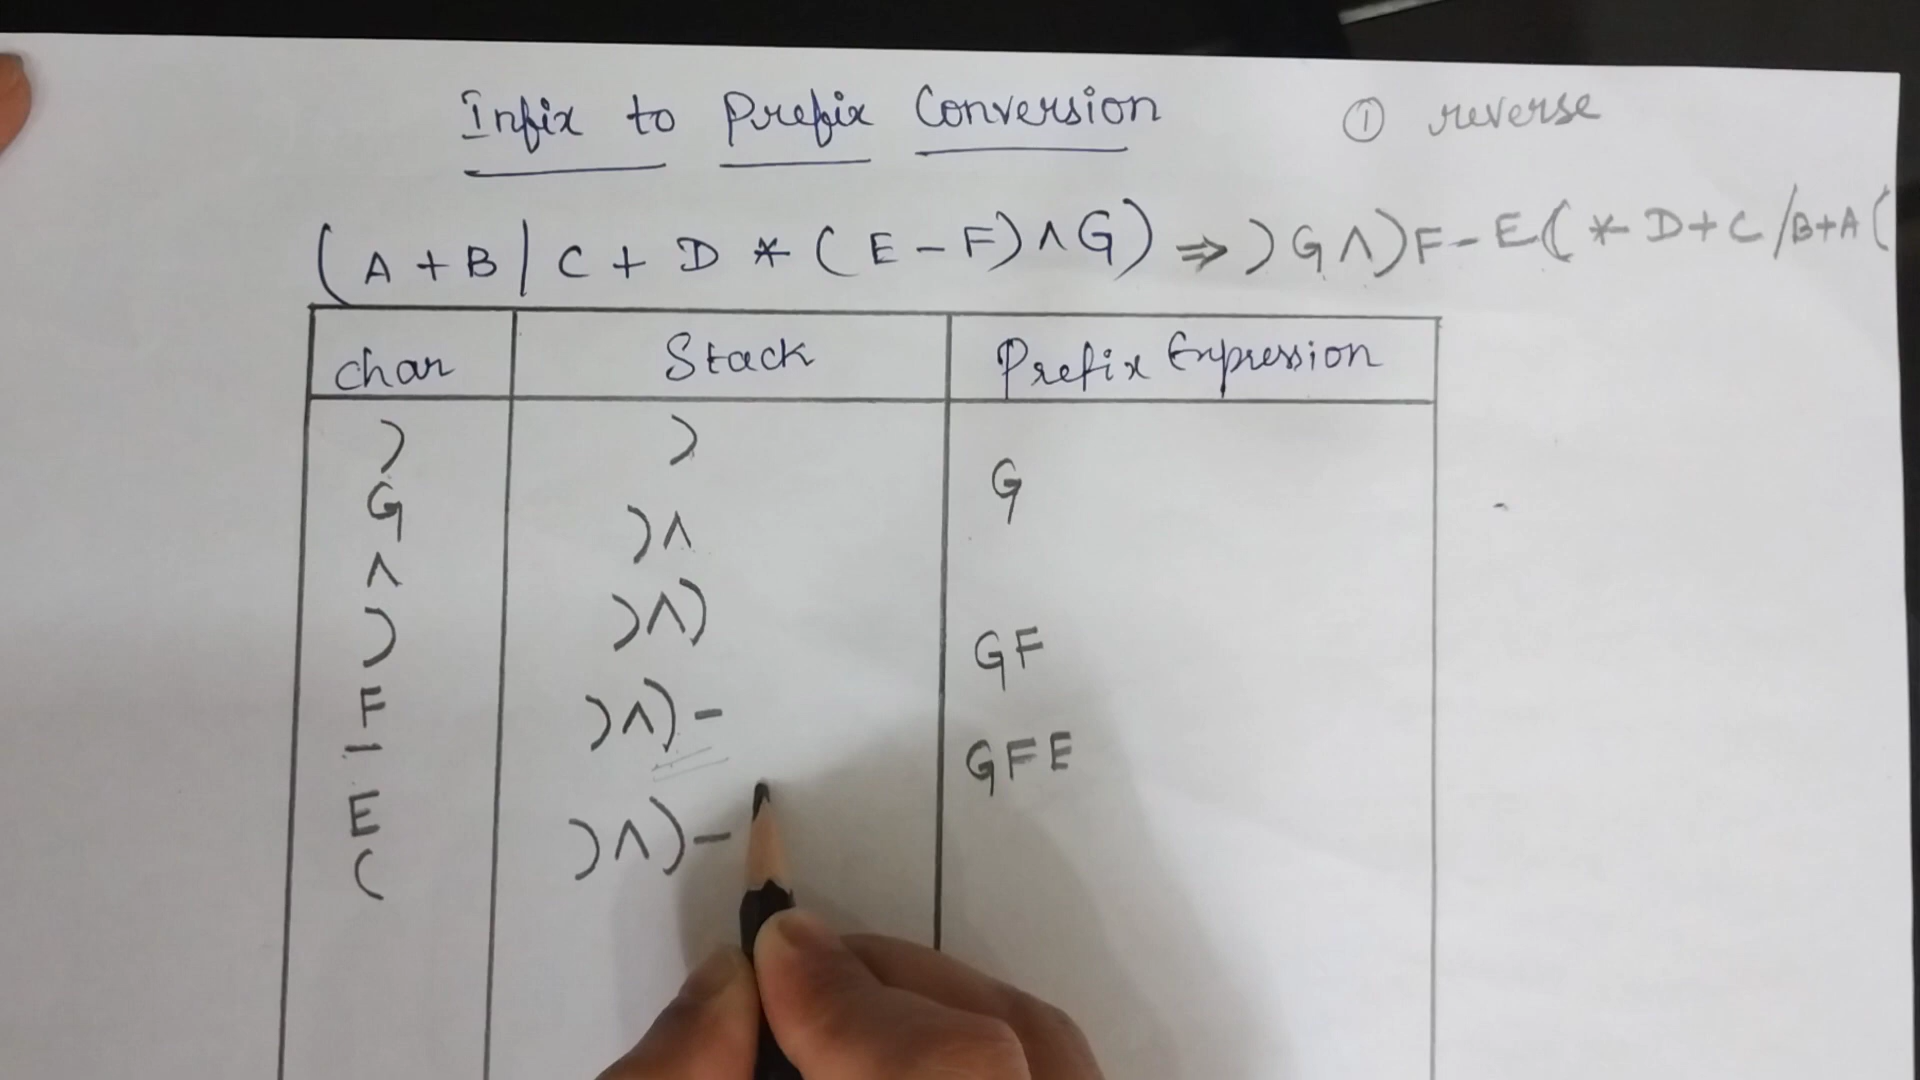 Infix to Prefix Conversion ① reverse
(A+B/C+D*(E-F)∧G) ⇒ )G∧)F-E(*D+C/B+A(
char Stack Prefix Expression
) )
G G
∧ )∧
) )∧)
F GF
- )∧)-
E GFE
( )∧)-